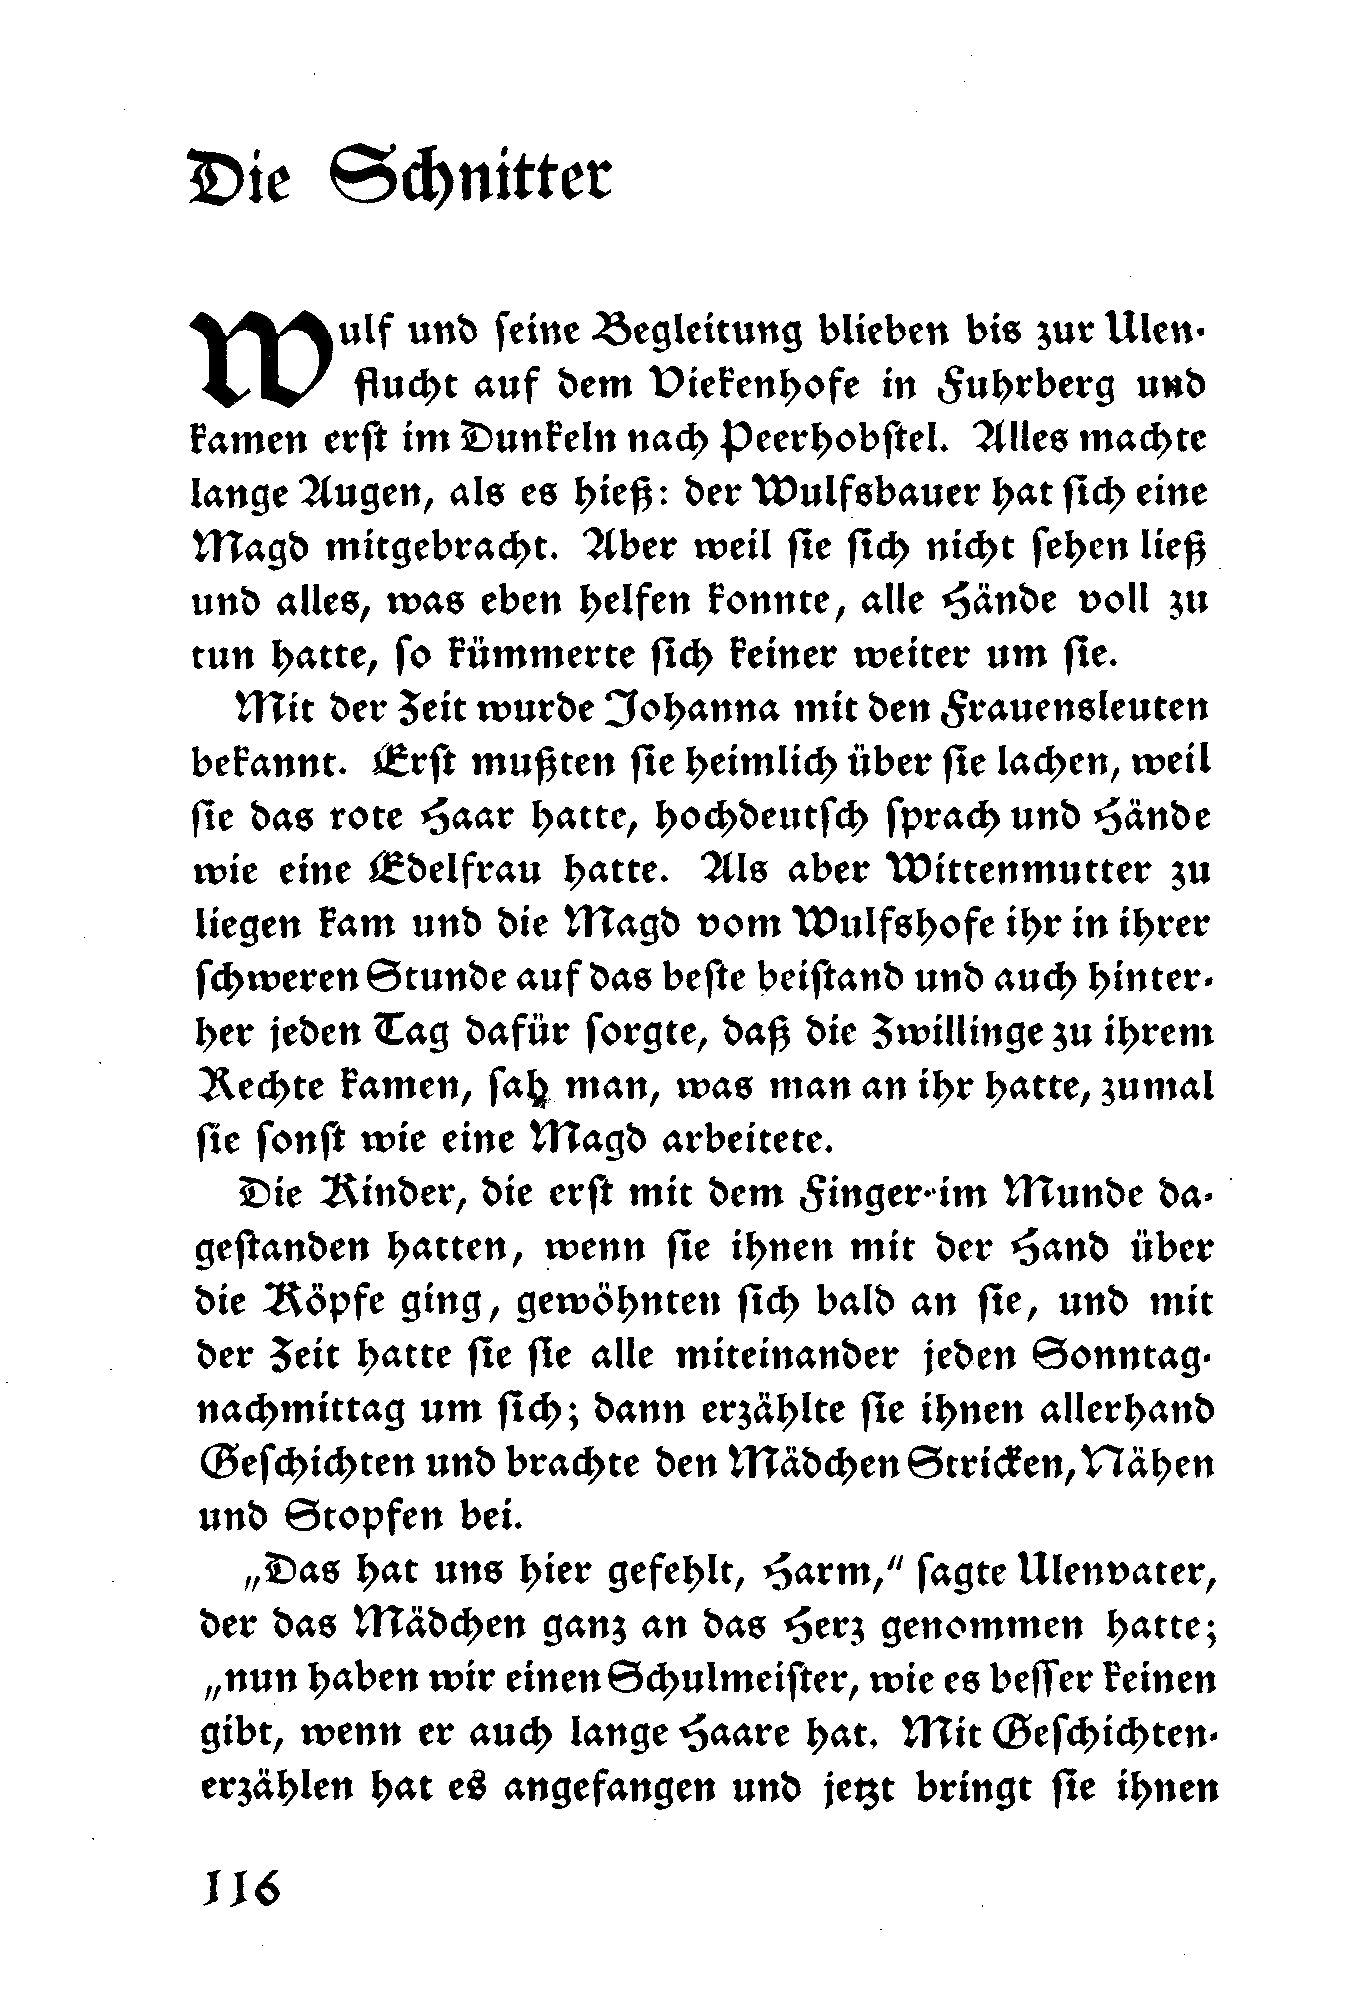 Die Schnitter
Wulf und seine Begleitung blieben bis zur Ulen-
flucht auf dem Viekenhofe in Fuhrberg und
kamen erst im Dunkeln nach Peerhobstel. Alles machte
lange Augen, als es hieß: der Wulfsbauer hat sich eine
Magd mitgebracht. Aber weil sie sich nicht sehen ließ
und alles, was eben helfen konnte, alle Hände voll zu
tun hatte, so kümmerte sich keiner weiter um sie.
Mit der Zeit wurde Johanna mit den Frauensleuten
bekannt. Erst mußten sie heimlich über sie lachen, weil
sie das rote Haar hatte, hochdeutsch sprach und Hände
wie eine Edelfrau hatte. Als aber Wittenmutter zu
liegen kam und die Magd vom Wulfshofe ihr in ihrer
schweren Stunde auf das beste beistand und auch hinter-
her jeden Tag dafür sorgte, daß die Zwillinge zu ihrem
Rechte kamen, sah man, was man an ihr hatte, zumal
sie sonst wie eine Magd arbeitete.
Die Kinder, die erst mit dem Finger im Munde da-
gestanden hatten, wenn sie ihnen mit der Hand über
die Köpfe ging, gewöhnten sich bald an sie, und mit
der Zeit hatte sie sie alle miteinander jeden Sonntag-
nachmittag um sich; dann erzählte sie ihnen allerhand
Geschichten und brachte den Mädchen Stricken, Nähen
und Stopfen bei.
„Das hat uns hier gefehlt, Harm,“ sagte Ulenvater,
der das Mädchen ganz an das Herz genommen hatte;
„nun haben wir einen Schulmeister, wie es besser keinen
gibt, wenn er auch lange Haare hat. Mit Geschichten-
erzählen hat es angefangen und jetzt bringt sie ihnen
116